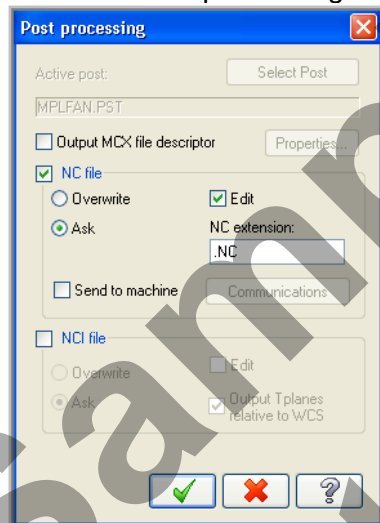 Post processing
Active post:
Select Post
MPLFAN.PST
Output MCX file descriptor
Properties...
NC file
Overwrite
Edit
Ask
NC extension:
.NC
Send to machine
Communications
NCI file
Overwrite
Edit
Ask
Output Tplanes
relative to WCS